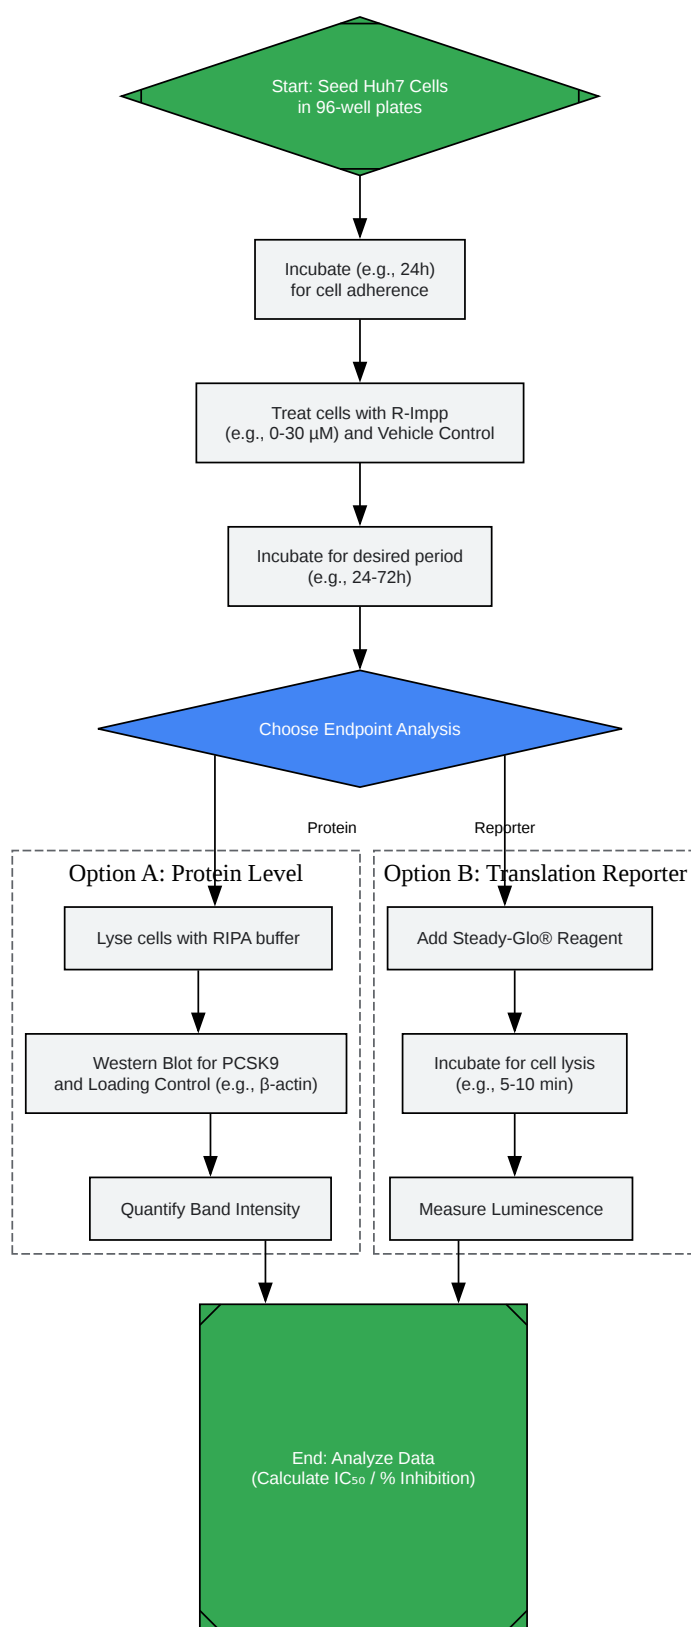 Start: Seed Huh7 Cells
in 96-well plates
Incubate (e.g., 24h)
for cell adherence
Treat cells with R-Impp
(e.g., 0-30 µM) and Vehicle Control
Incubate for desired period
(e.g., 24-72h)
Choose Endpoint Analysis
Protein
Reporter
Option A: Protein Level
Lyse cells with RIPA buffer
Western Blot for PCSK9
and Loading Control (e.g., β-actin)
Quantify Band Intensity
Option B: Translation Reporter
Add Steady-Glo® Reagent
Incubate for cell lysis
(e.g., 5-10 min)
Measure Luminescence
End: Analyze Data
(Calculate IC₅₀ / % Inhibition)